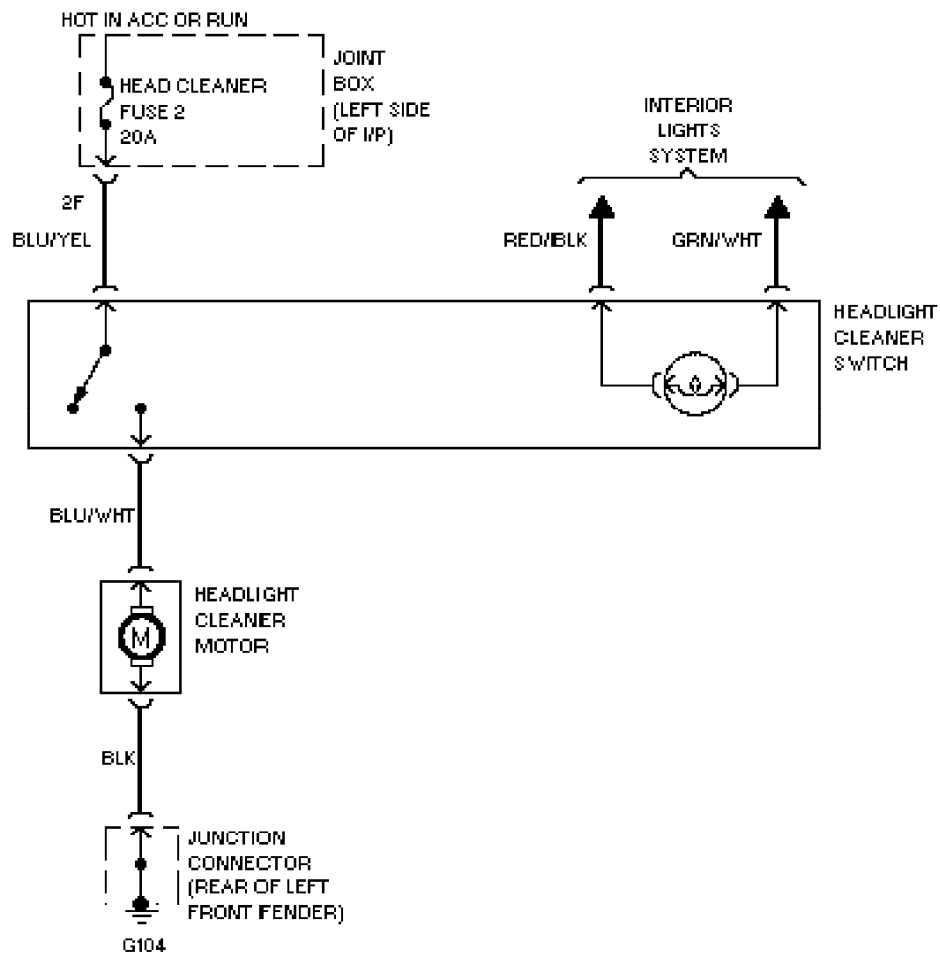 HOT IN ACC OR RUN
JOINT
BOX
(LEFT SIDE
OF I/P)
HEAD CLEANER
FUSE 2
20A
INTERIOR
LIGHTS
SYSTEM
2F
BLU/YEL
RED/BLK
GRN/WHT
HEADLIGHT
CLEANER
SWITCH
BLU/WHT
HEADLIGHT
CLEANER
MOTOR
M
BLK
JUNCTION
CONNECTOR
(REAR OF LEFT
FRONT FENDER)
G104